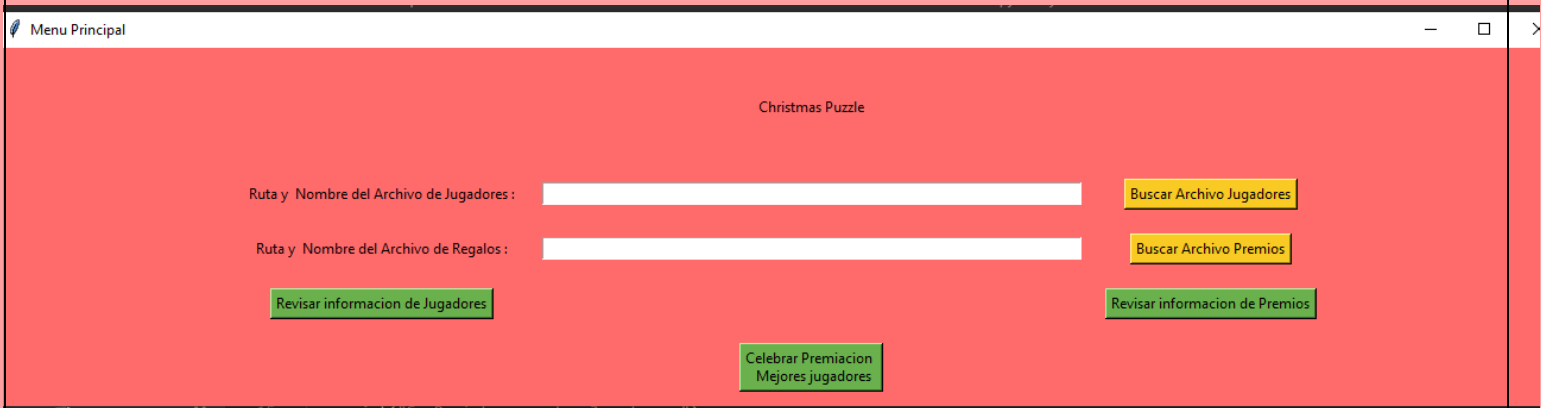 Menu Principal
Christmas Puzzle
Ruta y  Nombre del Archivo de Jugadores :
Buscar Archivo Jugadores
Ruta y  Nombre del Archivo de Regalos :
Buscar Archivo Premios
Revisar informacion de Jugadores
Revisar informacion de Premios
Celebrar Premiacion
Mejores jugadores